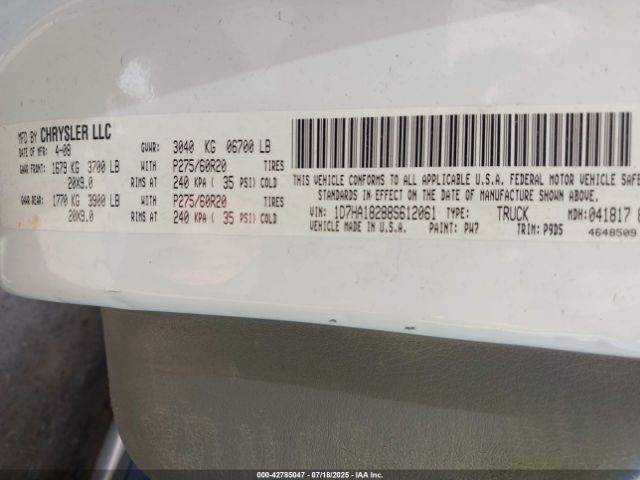 MFD BY CHRYSLER LLC
DATE OF MFR 4-08 GVWR: 3040 KG 06700 LB
GAWR FRONT: 1679 KG 3700 LB WITH P275/60R20 TIRES
20X9.0 RIMS AT 240 KPA ( 35 PSI) COLD
GAWR REAR: 1770 KG 3900 LB WITH P275/60R20 TIRES
20X9.0 RIMS AT 240 KPA ( 35 PSI) COLD
THIS VEHICLE CONFORMS TO ALL APPLICABLE U.S.A. FEDERAL MOTOR VEHICLE SAFE
STANDARDS IN EFFECT ON THE DATE OF MANUFACTURE SHOWN ABOVE.
VIN: 1D7HA18288S612061 TYPE: TRUCK MDH:041817
VEHICLE MADE IN U.S.A. PAINT: PW7 TRIM: P9D5
4648509
000-42785047 - 07/18/2025 - IAAI, Inc. Copyright